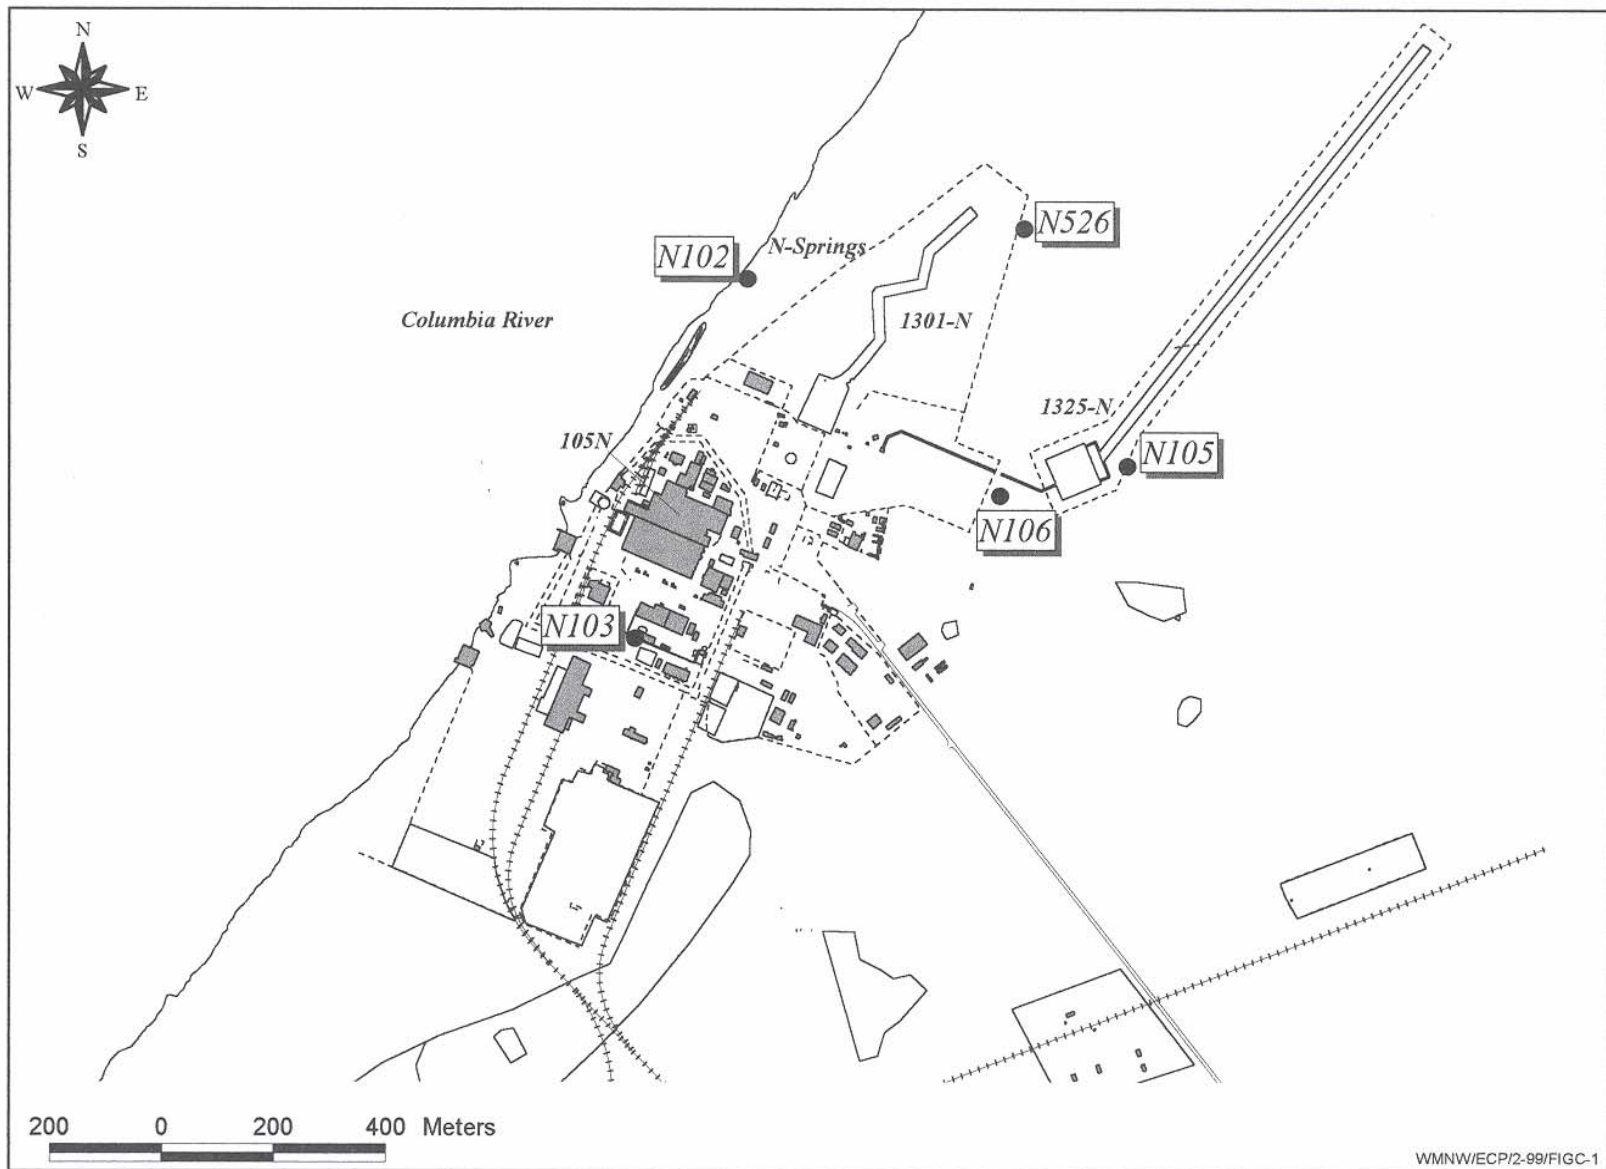 N
W E
S
N526
N102
N-Springs
Columbia River
1301-N
1325-N
105N
N105
N106
N103
200 0 200 400 Meters
WMNW/ECP/2-99/FIGC-1